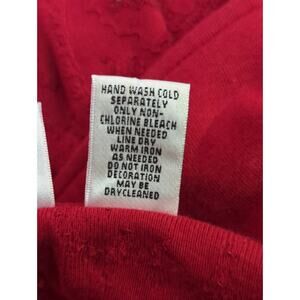 HAND WASH COLD
SEPARATELY
ONLY NON-
CHLORINE BLEACH
WHEN NEEDED
LINE DRY
WARM IRON
AS NEEDED
DO NOT IRON
DECORATION
MAY BE
DRYCLEANED